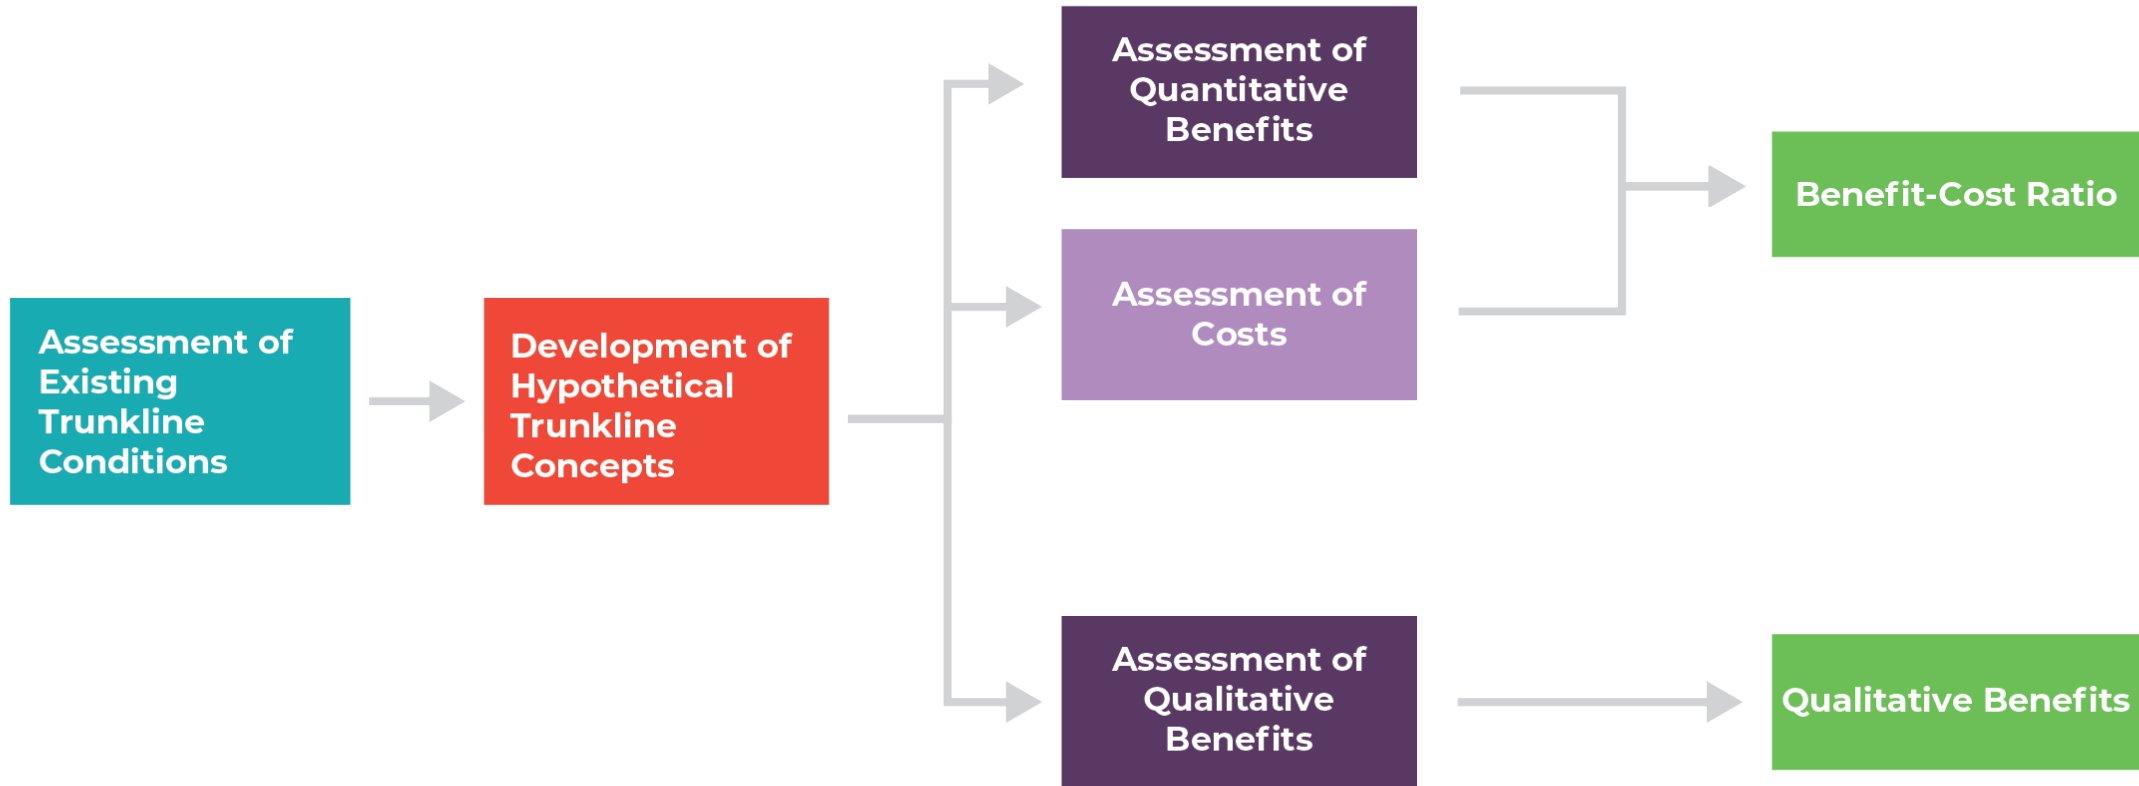 Assessment of
Existing
Trunkline
Conditions
Development of
Hypothetical
Trunkline
Concepts
Assessment of
Quantitative
Benefits
Assessment of
Costs
Assessment of
Qualitative
Benefits
Benefit-Cost Ratio
Qualitative Benefits